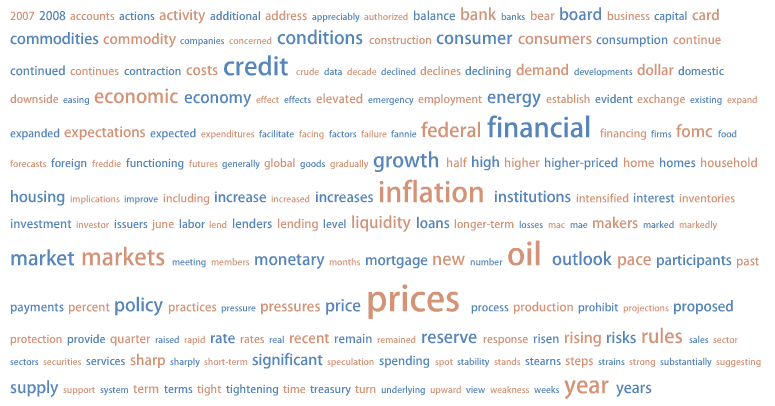 2007 2008 accounts actions activity additional address appreciably authorized balance bank banks bear board business capital card
commodities commodity companies concerned conditions construction consumer consumers consumption continue
continued continues contraction costs credit crude data decade declined declines declining demand developments dollar domestic
downside easing economic economy effect effects elevated emergency employment energy establish evident exchange existing expand
expanded expectations expected expenditures facilitate facing factors failure fannie federal financial financing firms fomc food
forecasts foreign freddie functioning futures generally global goods gradually growth half high higher higher-priced home homes household
housing implications improve including increase increased increases inflation institutions intensified interest inventories
investment investor issuers june labor lend lenders lending level liquidity loans longer-term losses mac mae makers marked markedly
market markets meeting members monetary months mortgage new number oil outlook pace participants past
payments percent policy practices pressure pressures price prices process production prohibit projections proposed
protection provide quarter raised rapid rate rates real recent remain remained reserve response risen rising risks rules sales sector
sectors securities services sharp sharply short-term significant speculation spending spot stability stands stearns steps strains strong substantially suggesting
supply support system term terms tight tightening time treasury turn underlying upward view weakness weeks year years